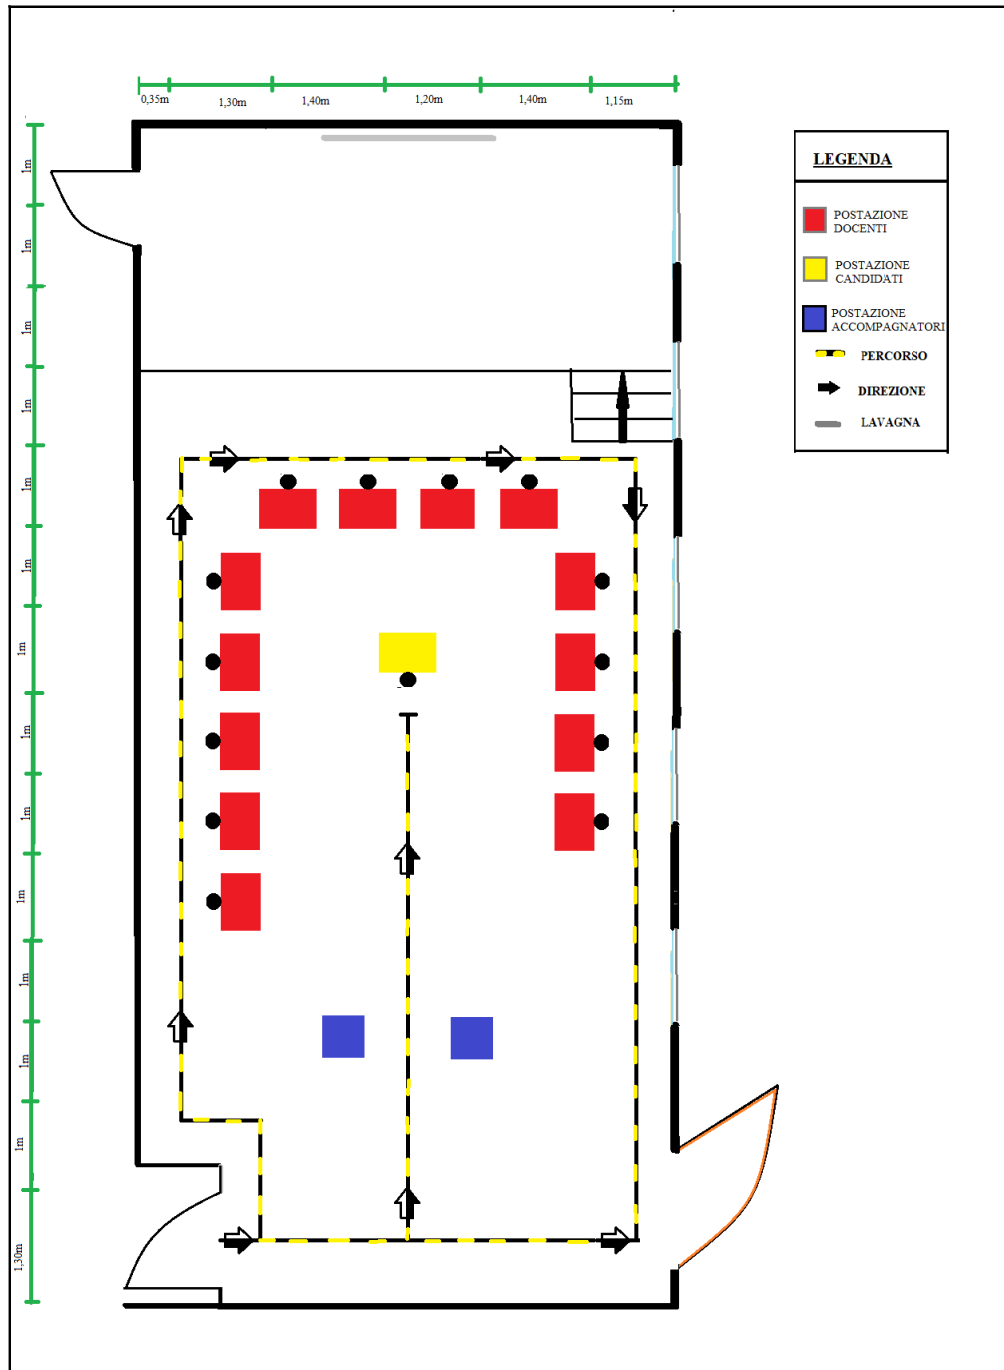 0,35m
1,30m
1,40m
1,20m
1,40m
1,15m
1m
1m
1m
1m
1m
1m
1m
1m
1m
1m
1m
1m
1m
1,30m
LEGENDA
POSTAZIONE
DOCENTI
POSTAZIONE
CANDIDATI
POSTAZIONE
ACCOMPAGNATORI
PERCORSO
DIREZIONE
LAVAGNA